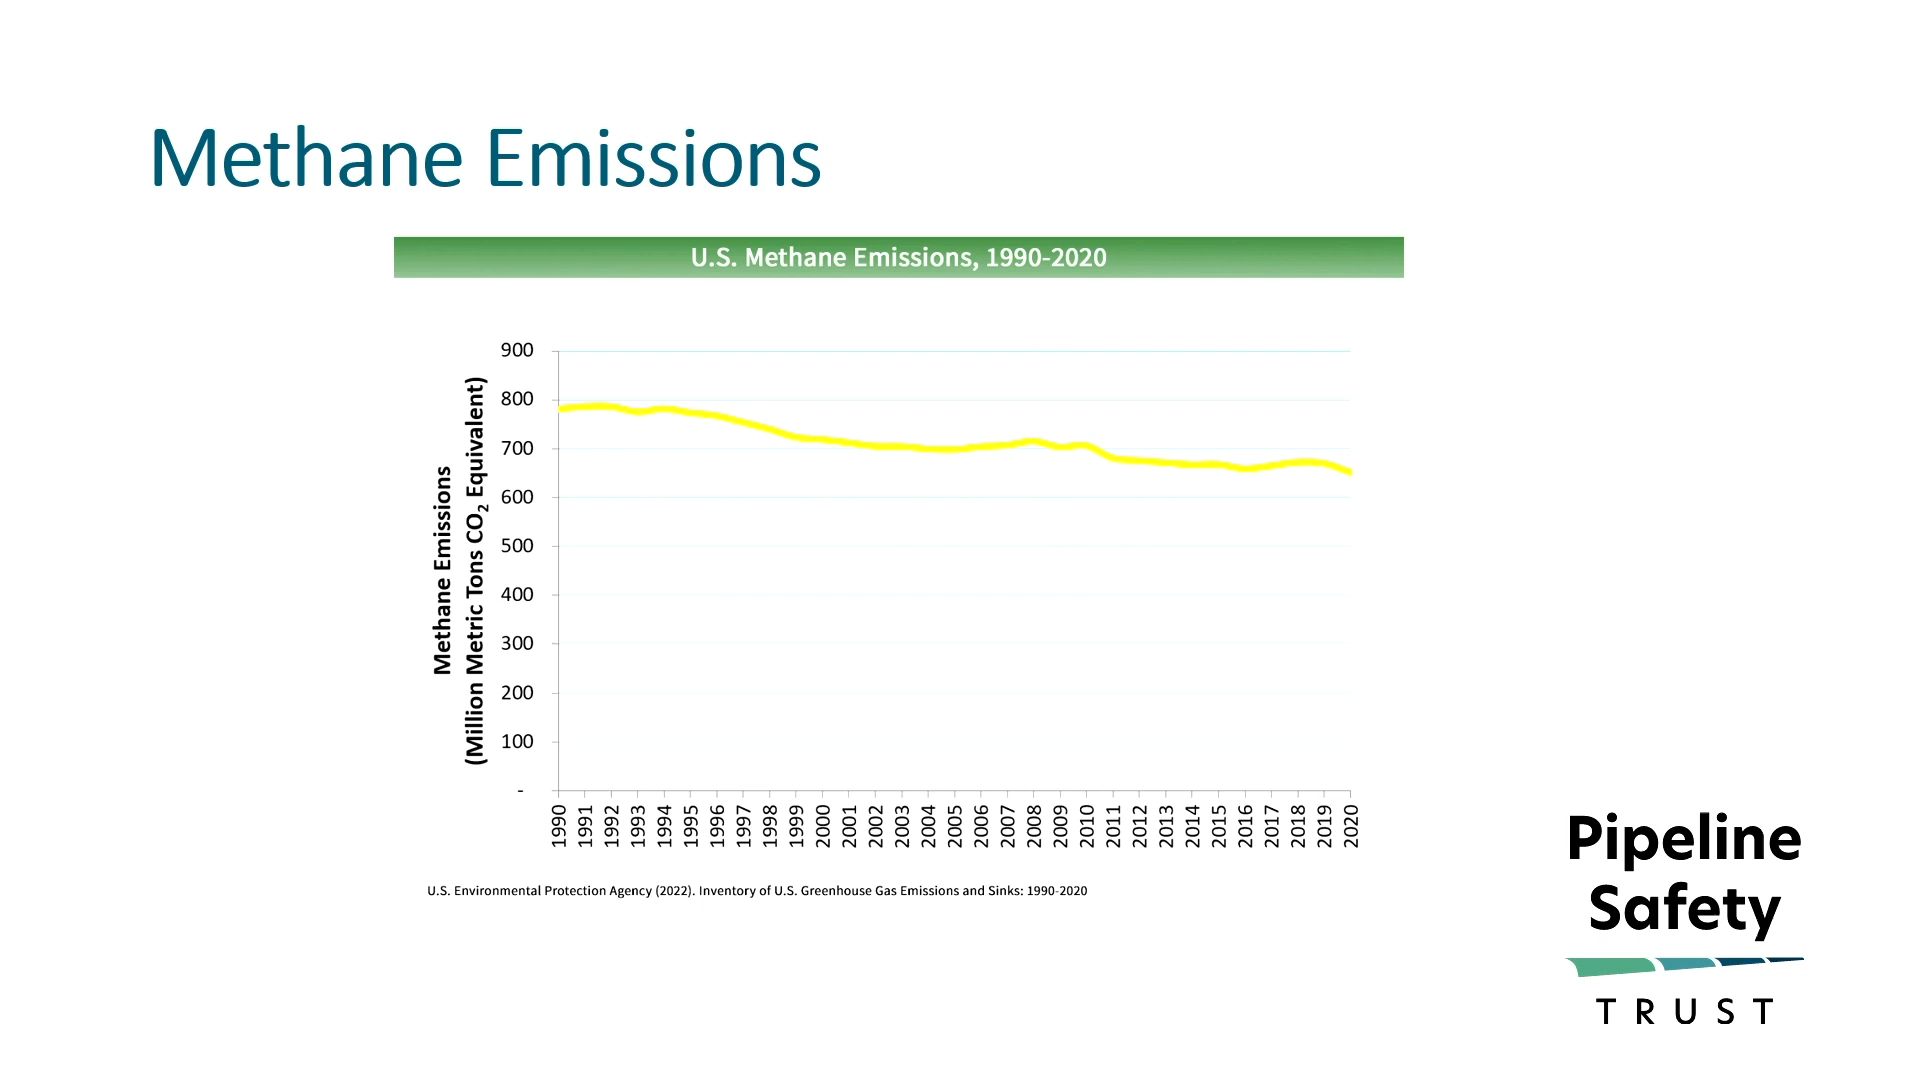 Methane Emissions
U.S. Methane Emissions, 1990-2020
Methane Emissions
(Million Metric Tons CO₂ Equivalent)
900
800
700
600
500
400
300
200
100
-
1990 1991 1992 1993 1994 1995 1996 1997 1998 1999 2000 2001 2002 2003 2004 2005 2006 2007 2008 2009 2010 2011 2012 2013 2014 2015 2016 2017 2018 2019 2020
U.S. Environmental Protection Agency (2022). Inventory of U.S. Greenhouse Gas Emissions and Sinks: 1990-2020
Pipeline
Safety
TRUST